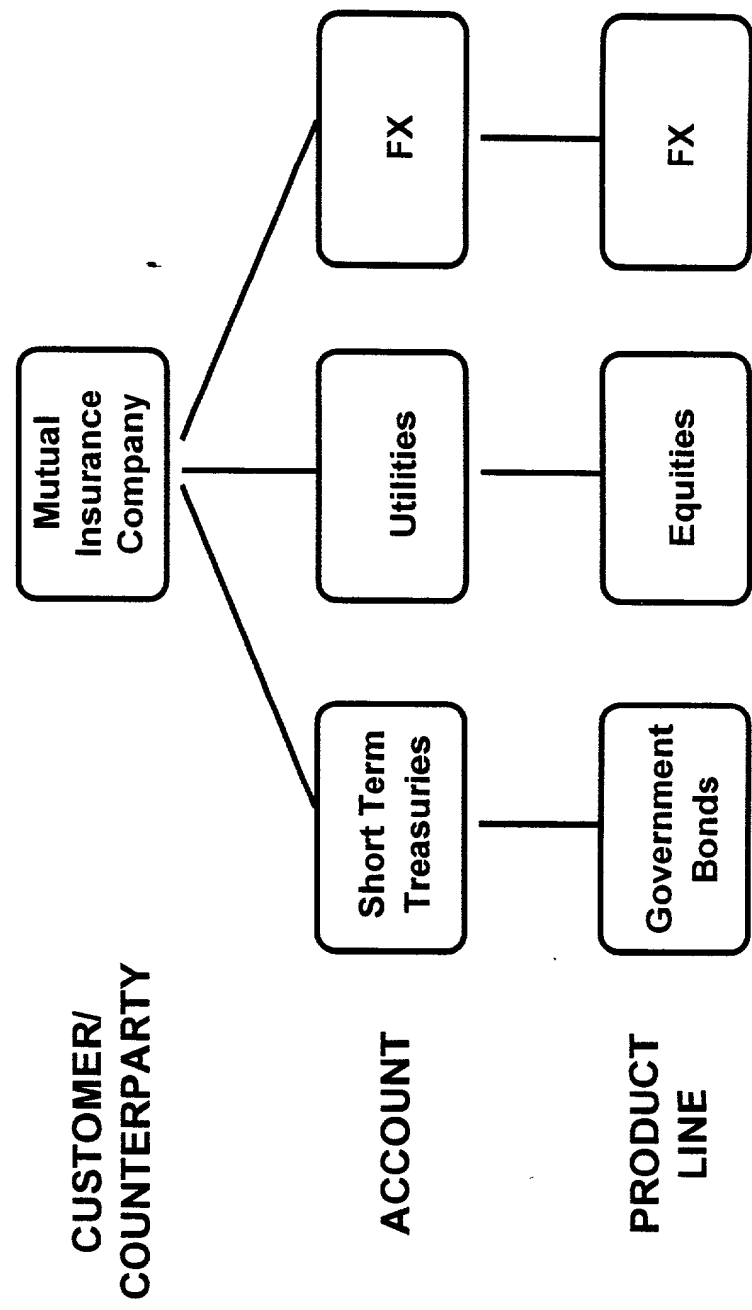 CUSTOMER/
COUNTERPARTY
Mutual
Insurance
Company
ACCOUNT
Short Term
Treasuries
Utilities
FX
PRODUCT
LINE
Government
Bonds
Equities
FX